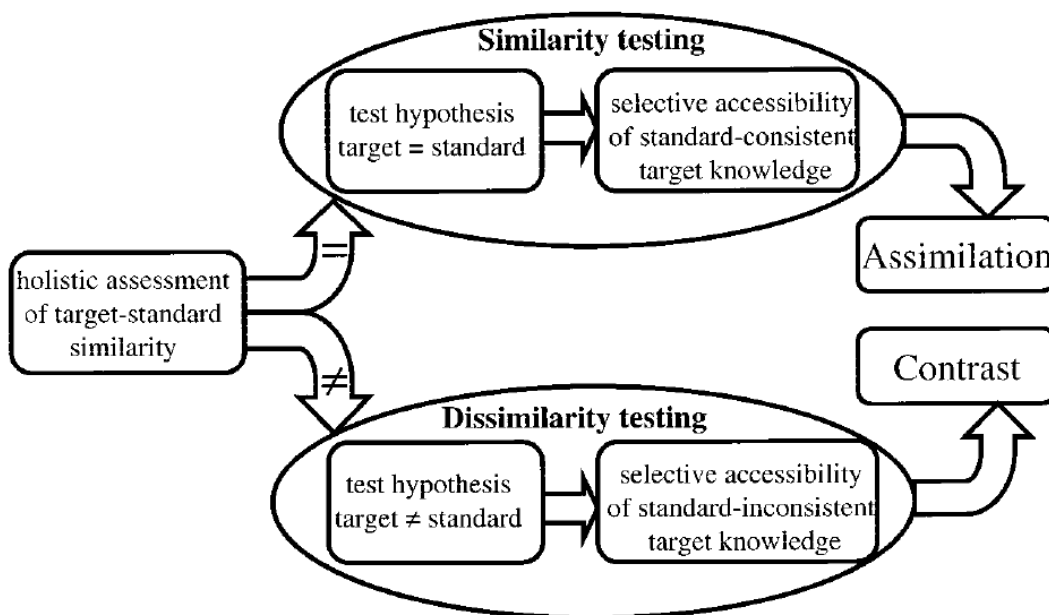 Similarity testing
test hypothesis
target = standard
selective accessibility
of standard-consistent
target knowledge
Assimilation
=
holistic assessment
of target-standard
similarity
≠
Contrast
Dissimilarity testing
test hypothesis
target ≠ standard
selective accessibility
of standard-inconsistent
target knowledge